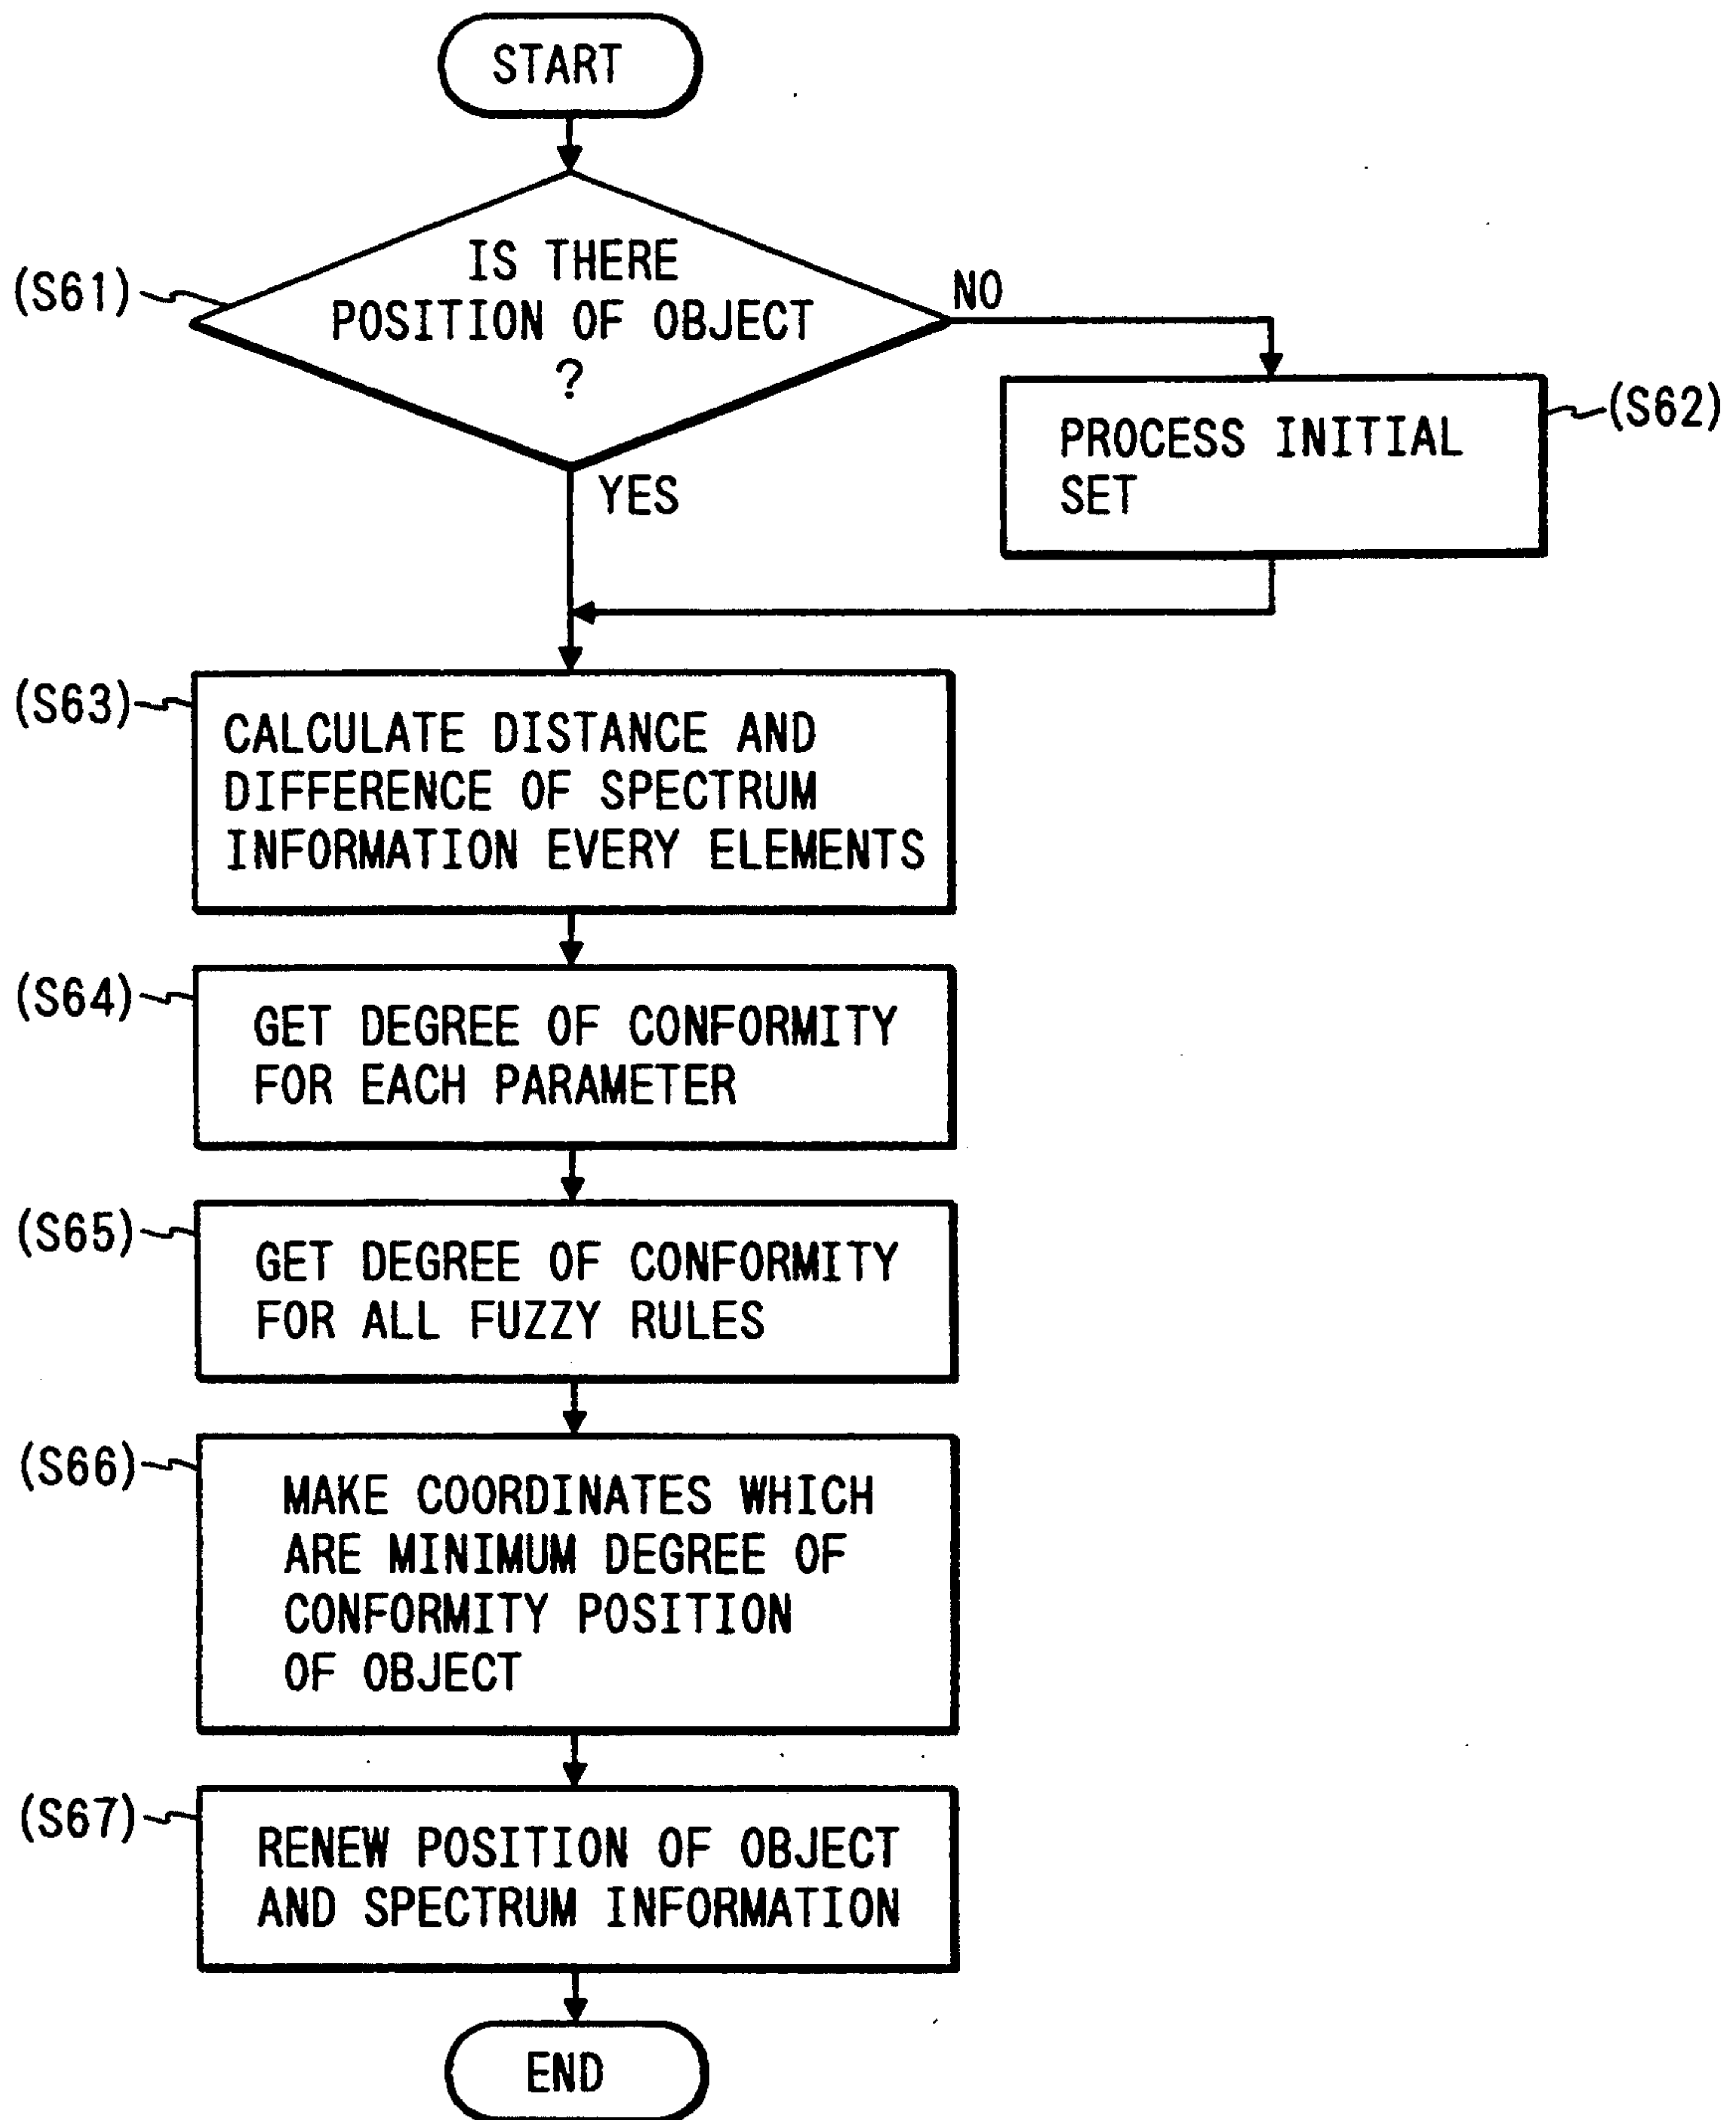 START
IS THERE
(S61)
NO
POSITION OF OBJECT
?
(S62)
PROCESS INITIAL
SET
YES
(S63)
CALCULATE DISTANCE AND
DIFFERENCE OF SPECTRUM
INFORMATION EVERY ELEMENTS
(S64)
GET DEGREE OF CONFORMITY
FOR EACH PARAMETER
(S65)
GET DEGREE OF CONFORMITY
FOR ALL FUZZY RULES
(S66)
MAKE COORDINATES WHICH
ARE MINIMUM DEGREE OF
CONFORMITY POSITION
OF OBJECT
(S67)
RENEW POSITION OF OBJECT
AND SPECTRUM INFORMATION
END